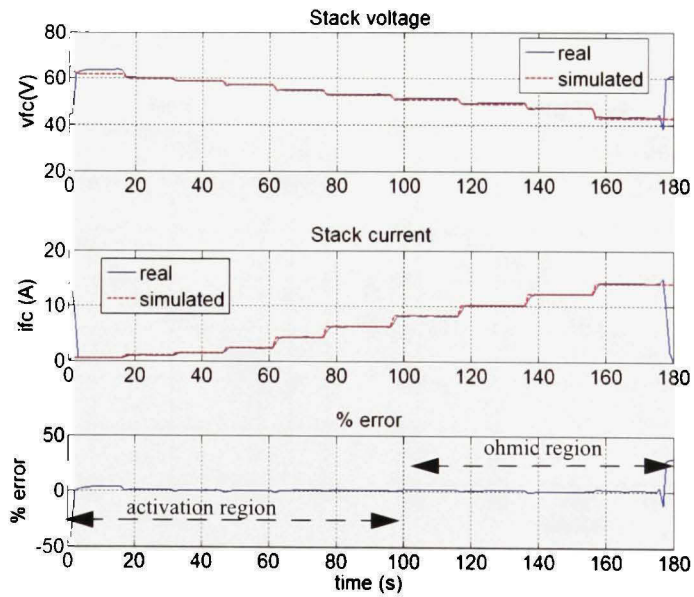 Stack voltage
80
60
40
20
vfc(V)
real
simulated
0 20 40 60 80 100 120 140 160 180
Stack current
20
10
0
ifc (A)
real
simulated
0 20 40 60 80 100 120 140 160 180
% error
50
0
-50
% error
ohmic region
activation region
0 20 40 60 80 100 120 140 160 180
time (s)